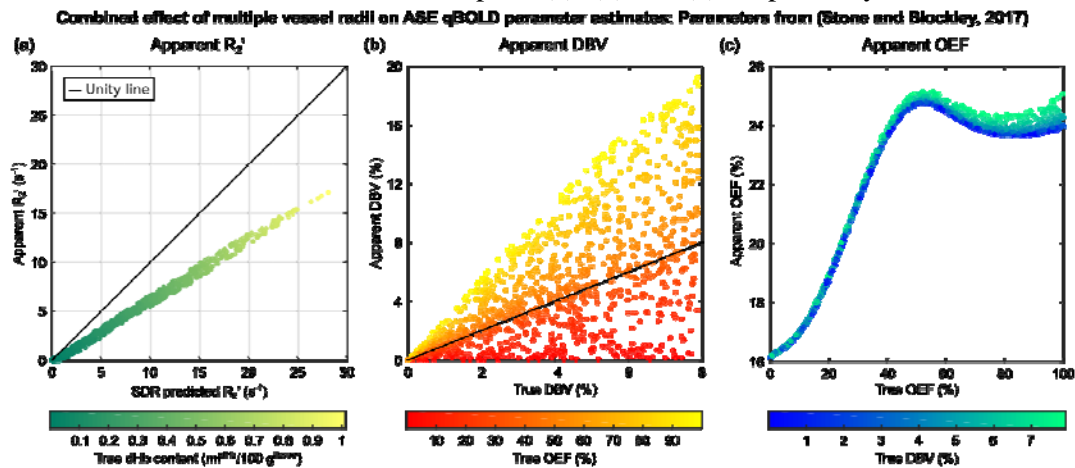 Combined effect of multiple vessel radii on ASE qBOLD parameter estimates: Parameters from (Stone and Blockley, 2017)
(a) Apparent R₂'
(b) Apparent DBV
(c) Apparent OEF
Unity line
Apparent R₂' (s⁻¹)
30
25
20
15
10
5
0
0 5 10 15 20 25 30
SDR predicted R₂' (s⁻¹)
0.1 0.2 0.3 0.4 0.5 0.6 0.7 0.8 0.9 1
True dHb content (ml
/100 g
)
Apparent DBV (%)
20
16
12
8
4
0
0 2 4 6 8
True DBV (%)
10 20 30 40 50 60 70 80 90
True OEF (%)
Apparent OEF (%)
26
24
22
20
18
16
0 20 40 60 80 100
True OEF (%)
1 2 3 4 5 6 7
True DBV (%)